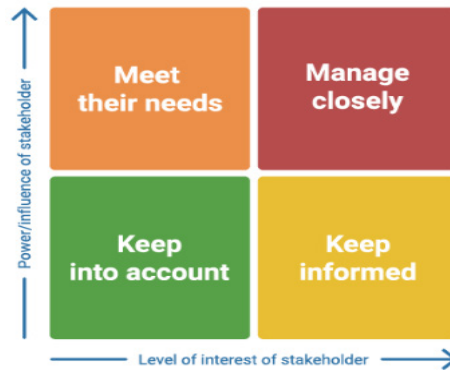 Power/influence of stakeholder
Meet
their needs
Manage
closely
Keep
into account
Keep
informed
Level of interest of stakeholder